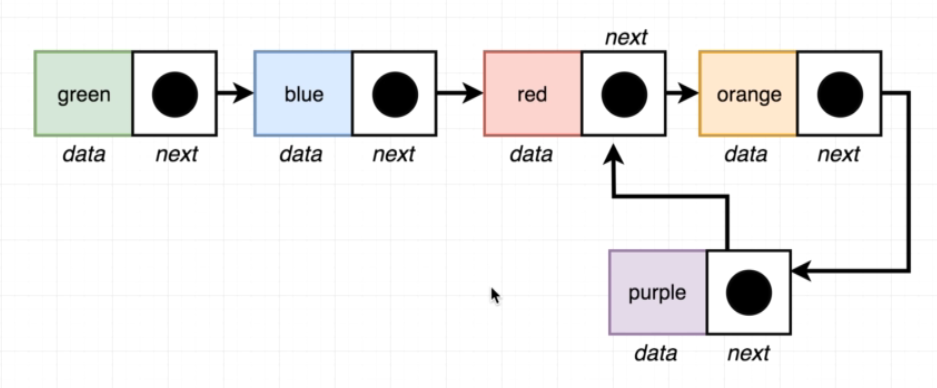 next
green blue red orange
data next data next data data next
purple
data next